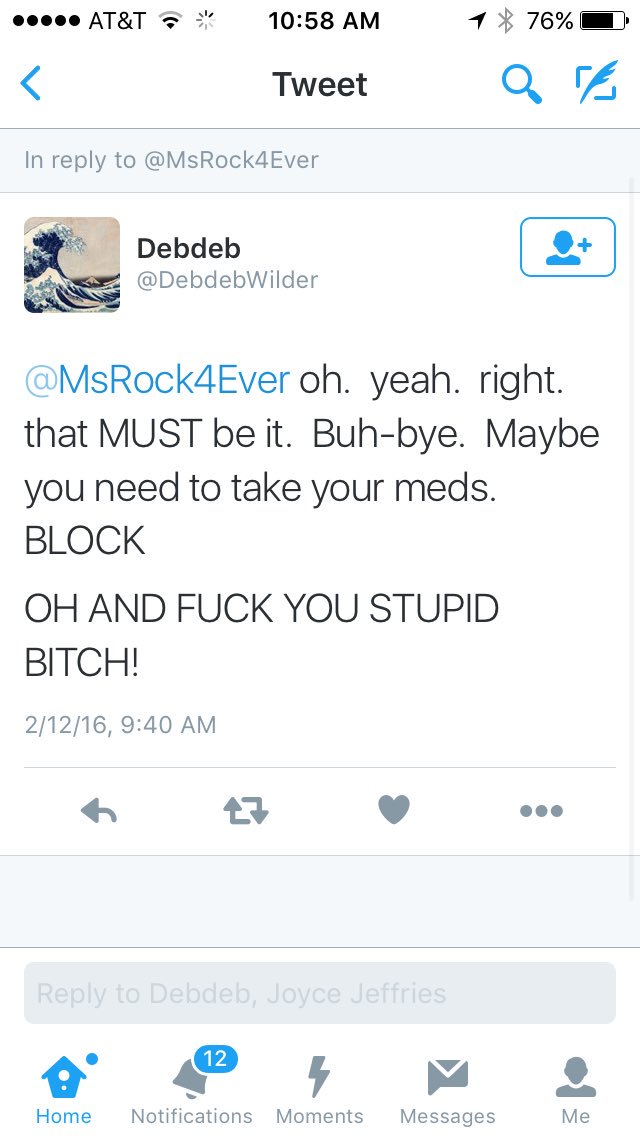 AT&T 10:58 AM 76%
Tweet
In reply to @MsRock4Ever
Debdeb
@DebdebWilder
@MsRock4Ever oh.  yeah.  right.
that MUST be it.  Buh-bye.  Maybe
you need to take your meds.
BLOCK
OH AND FUCK YOU STUPID
BITCH!
2/12/16, 9:40 AM
Reply to Debdeb, Joyce Jeffries
12
Home Notifications Moments Messages Me